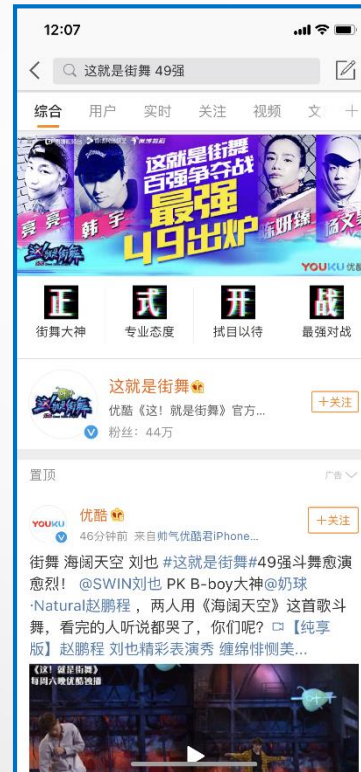 12:07
这就是街舞 49强
综合 用户 实时 关注 视频 文
这就是街舞
百强争夺战
最强
49出炉
亮亮
韩宇
YOUKU 优酷
正 式 开 战
街舞大神 专业态度 拭目以待 最强对战
这就是街舞
优酷《这！就是街舞》官方...
粉丝：44万
+关注
置顶
广告
YOUKU
优酷
46分钟前 来自帅气优酷君iPhone...
+关注
街舞 海阔天空 刘也 #这就是街舞#49强斗舞愈演
愈烈！ @SWIN刘也 PK B-boy大神@奶球
·Natural赵鹏程 ，两人用《海阔天空》这首歌斗
舞，看完的人听说都哭了，你们呢？【纯享
版】赵鹏程 刘也精彩表演秀 缠绵悱恻美...
《这！就是街舞》
每周六晚优酷独播